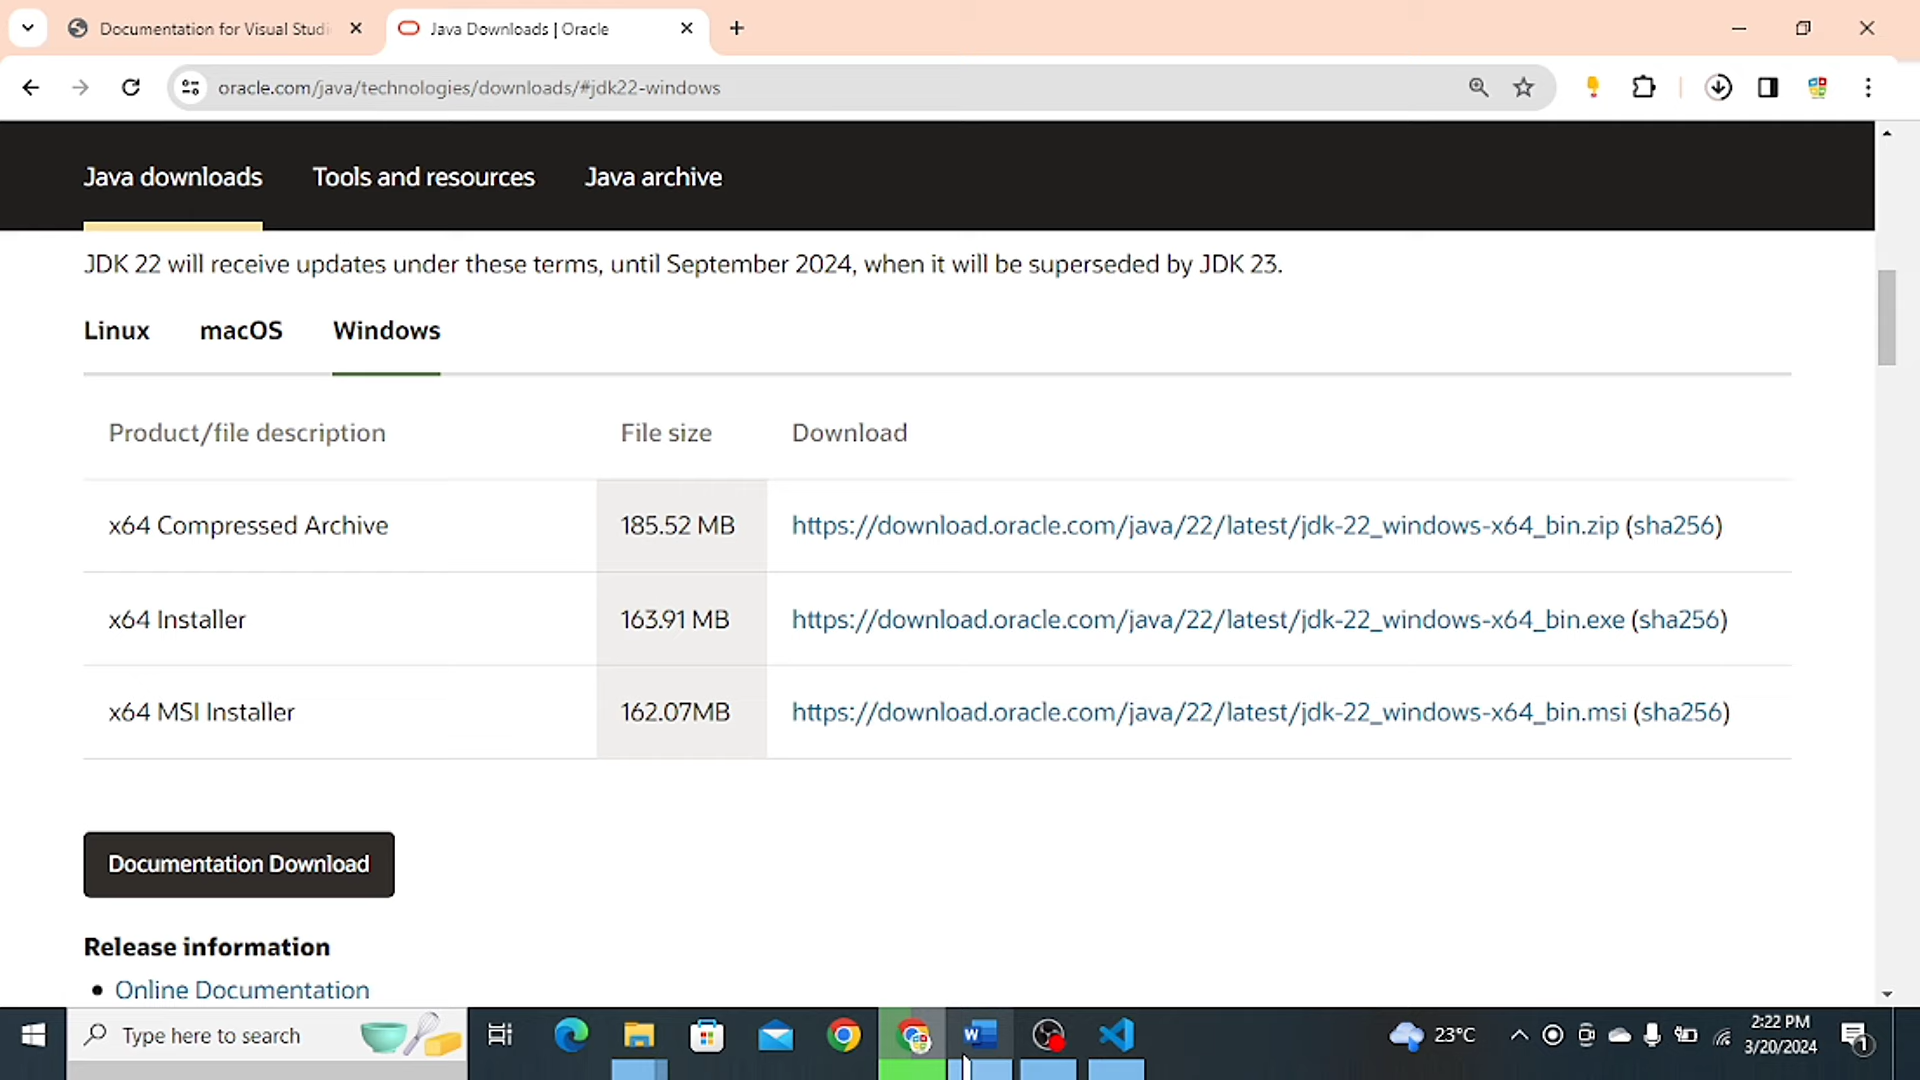 Documentation for Visual Studi
Java Downloads | Oracle
oracle.com/java/technologies/downloads/#jdk22-windows
Java downloads Tools and resources Java archive
JDK 22 will receive updates under these terms, until September 2024, when it will be superseded by JDK 23.
Linux macOS Windows
Product/file description File size Download
x64 Compressed Archive 185.52 MB https://download.oracle.com/java/22/latest/jdk-22_windows-x64_bin.zip (sha256)
x64 Installer 163.91 MB https://download.oracle.com/java/22/latest/jdk-22_windows-x64_bin.exe (sha256)
x64 MSI Installer 162.07MB https://download.oracle.com/java/22/latest/jdk-22_windows-x64_bin.msi (sha256)
Documentation Download
Release information
• Online Documentation
Type here to search
23°C
2:22 PM
3/20/2024
1